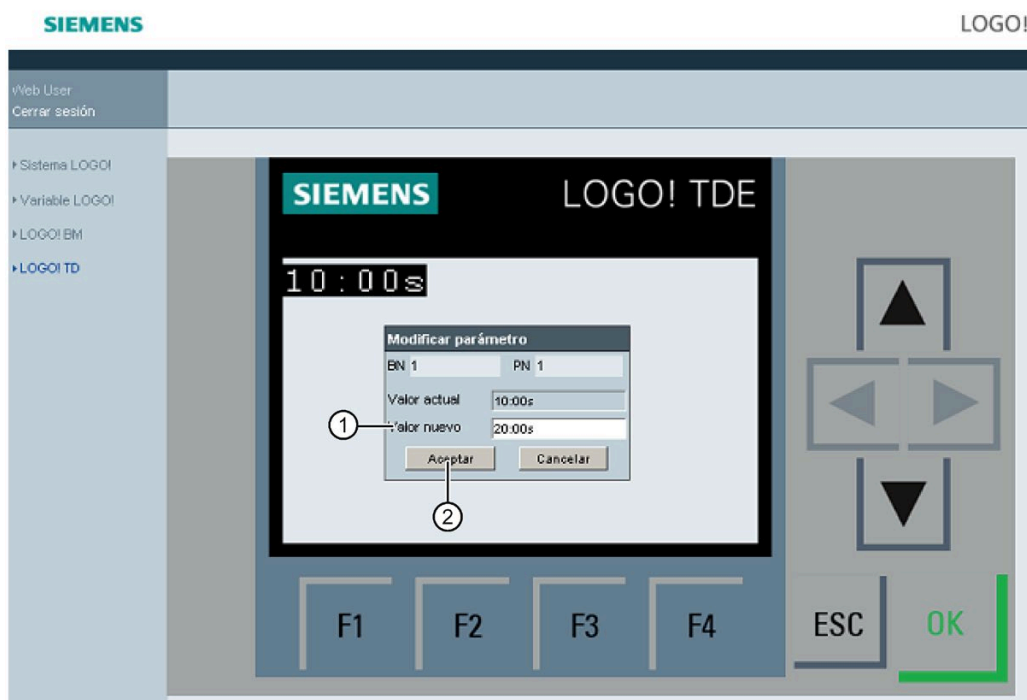 SIEMENS
LOGO!
Web User
Cerrar sesión
Sistema LOGO!
Variable LOGO!
LOGO! BM
LOGO! TD
SIEMENS LOGO! TDE
10:00s
Modificar parámetro
BN 1 PN 1
Valor actual 10:00s
1 Valor nuevo 20:00s
Aceptar Cancelar
2
F1 F2 F3 F4 ESC OK